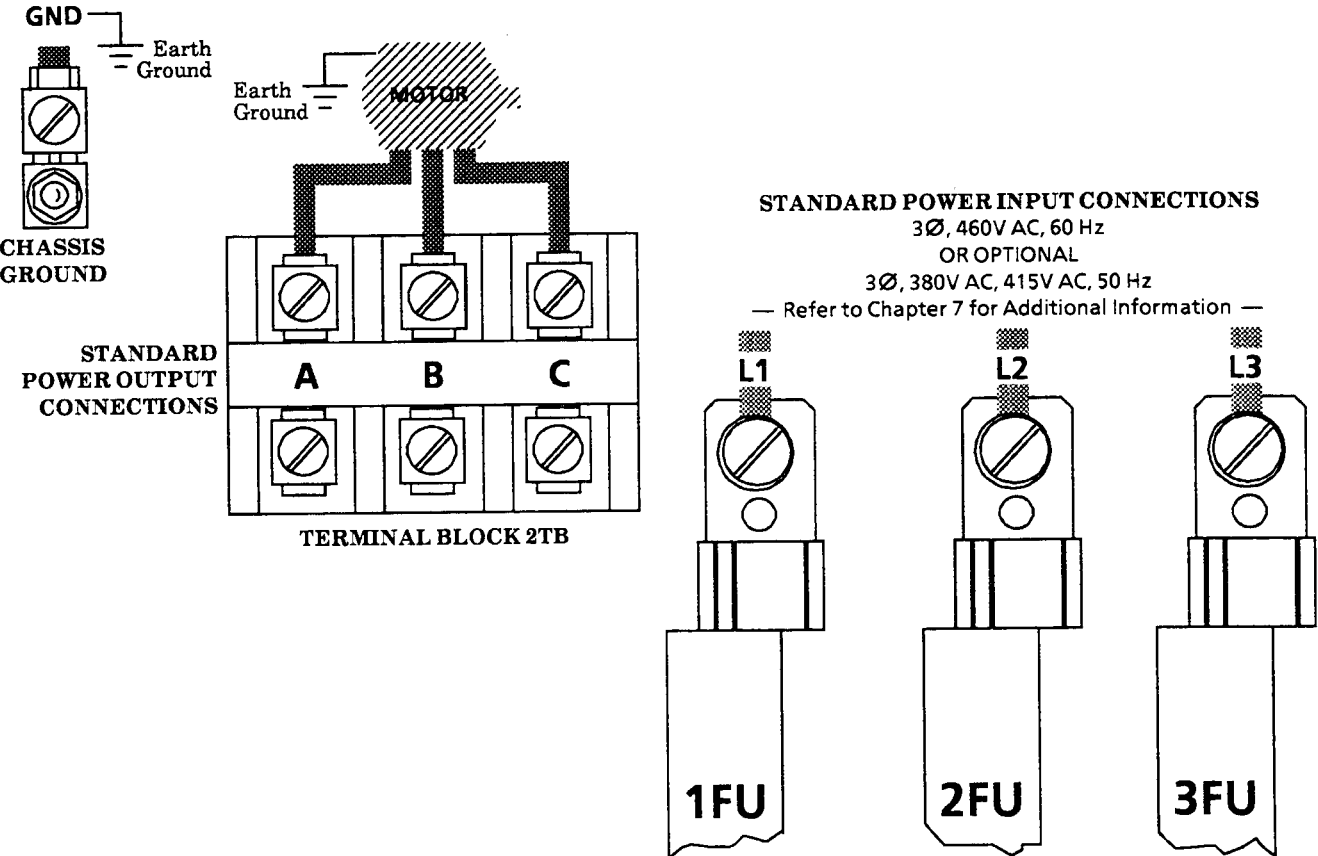 GND
Earth
Ground
CHASSIS
GROUND
Earth
Ground
MOTOR
STANDARD
POWER OUTPUT
CONNECTIONS
A B C
TERMINAL BLOCK 2TB
STANDARD POWER INPUT CONNECTIONS
3Ø, 460V AC, 60 Hz
OR OPTIONAL
3Ø, 380V AC, 415V AC, 50 Hz
— Refer to Chapter 7 for Additional Information —
L1 L2 L3
1FU 2FU 3FU